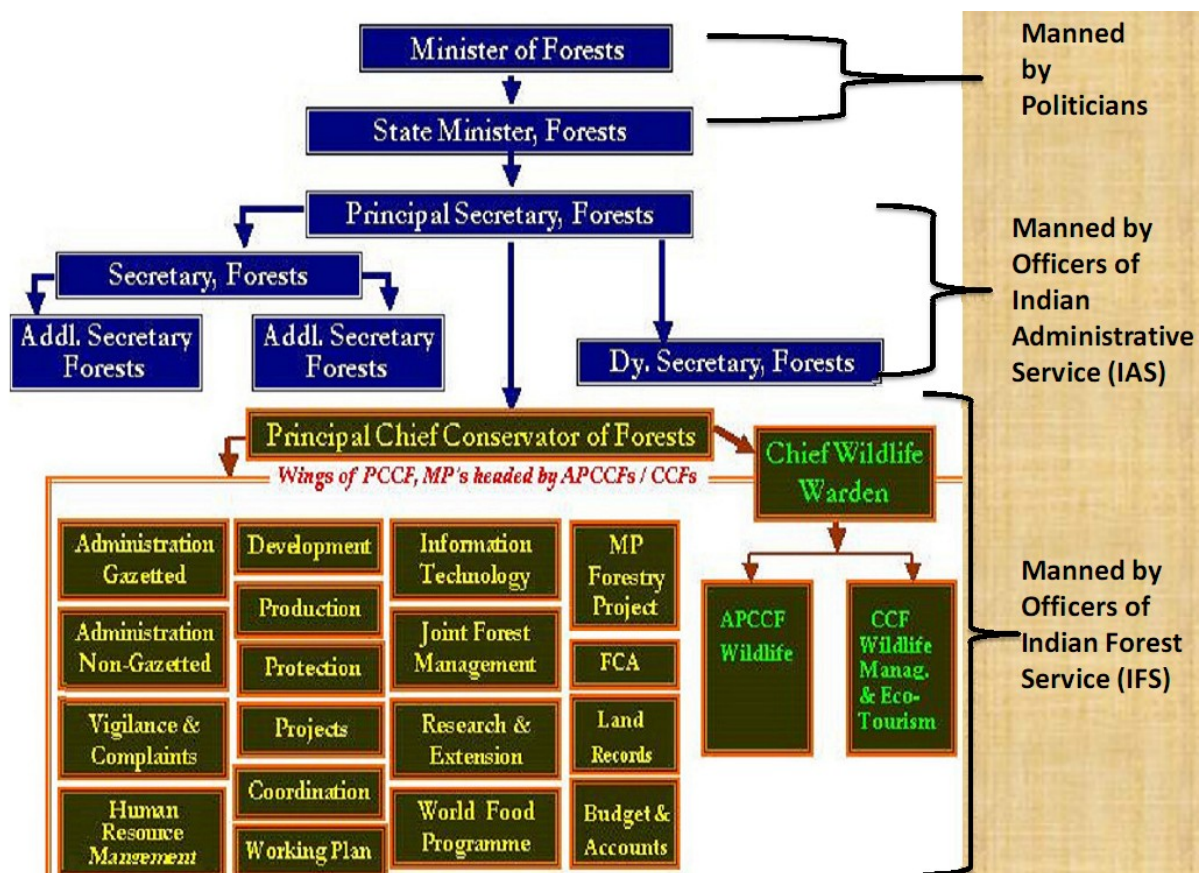 Minister of Forests
State Minister, Forests
Principal Secretary, Forests
Secretary, Forests
Addl. Secretary
Forests
Addl. Secretary
Forests
Dy. Secretary, Forests
Manned
by
Politicians
Manned by
Officers of
Indian
Administrative
Service (IAS)
Principal Chief Conservator of Forests
Wings of PCCF, MP's headed by APCCFs / CCFs
Chief Wildlife
Warden
Administration
Gazetted
Administration
Non-Gazetted
Vigilance &
Complaints
Human
Resource
Mangement
Development
Production
Protection
Projects
Coordination
Working Plan
Information
Technology
Joint Forest
Management
Research &
Extension
World Food
Programme
MP
Forestry
Project
FCA
Land
Records
Budget &
Accounts
APCCF
Wildlife
CCF
Wildlife
Manag.
& Eco-
Tourism
Manned by
Officers of
Indian Forest
Service (IFS)